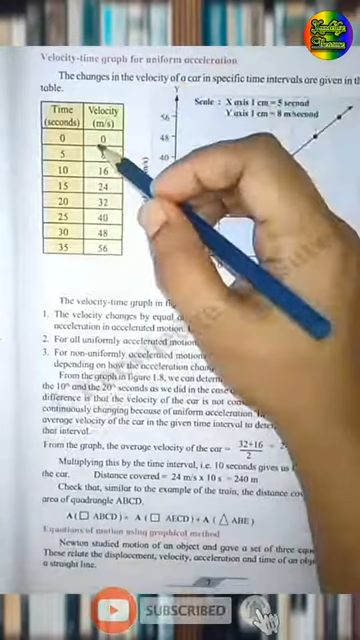 Velocity-time graph for uniform acceleration
The changes in the velocity of a car in specific time intervals are given in
table.
Time (seconds) Velocity (m/s)
0 0
5
10 16
15 24
20 32
25 40
30 48
35 56
Y
Scale : X axis 1 cm = 5 second
Y axis 1 cm = 8 m/second
56
48
40
The velocity-time graph in
1. The velocity changes by equal
acceleration in accelerated motion.
2. For all uniformly accelerated motion
3. For non-uniformly accelerated motions
depending on how the acceleration
From the graph in figure 1.8, we can
the 10th and the 20th seconds as we did in the case
difference is that the velocity of the car is not
continuously changing because of uniform acceleration.
average velocity of the car in the given time interval to
that interval.
From the graph, the average velocity of the car = 32+16 / 2 =
Multiplying this by the time interval, i.e. 10 seconds gives us
the car. Distance covered = 24 m/s x 10 s = 240 m
Check that, similar to the example of the train, the distance
area of quadrangle ABCD.
A (□ ABCD) = A (□ AECD) + A (△ ABE)
Equations of motion using graphical method
Newton studied motion of an object and gave a set of three
These relate the displacement, velocity, acceleration and time of an
a straight line.
SUBSCRIBED